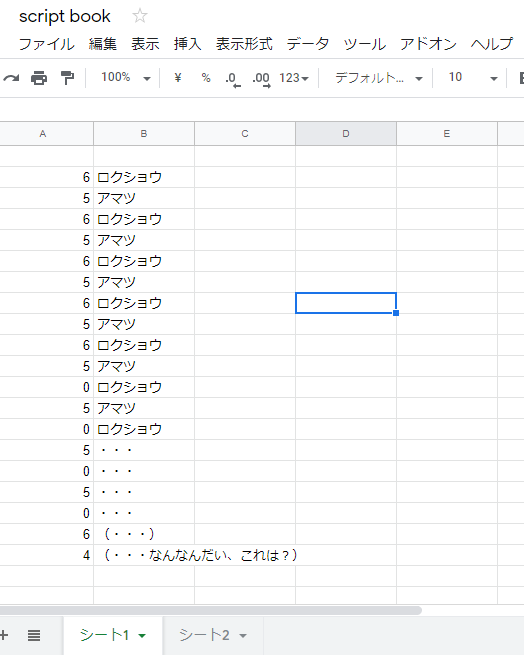 script book
ファイル 編集 表示 挿入 表示形式 データ ツール アドオン ヘルプ
100% ¥ % .0 .00 123 デフォルト... 10
A B C D E
6 ロクショウ
5 アマツ
6 ロクショウ
5 アマツ
6 ロクショウ
5 アマツ
6 ロクショウ
5 アマツ
6 ロクショウ
5 アマツ
0 ロクショウ
5 アマツ
0 ロクショウ
5 ・・・
0 ・・・
5 ・・・
0 ・・・
6 （・・・）
4 （・・・なんなんだい、これは？）
シート1 シート2